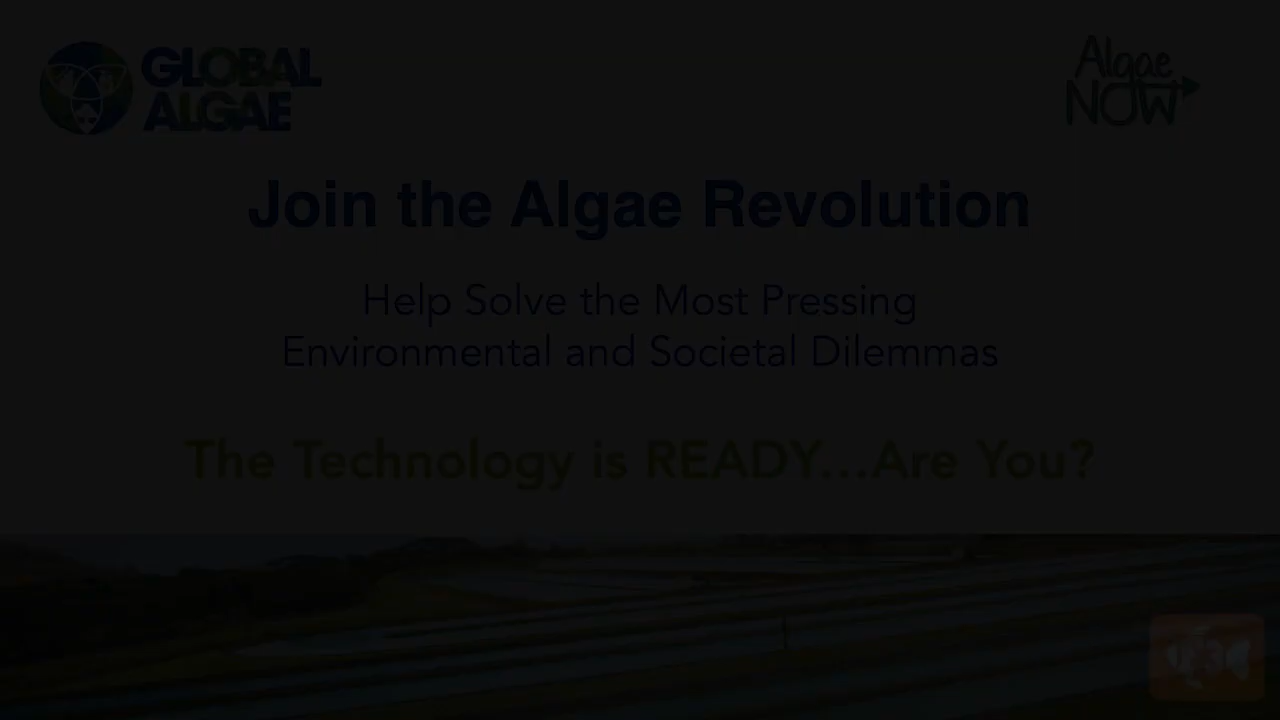 GLOBAL
ALGAE
Algae
NOW
Join the Algae Revolution
Help Solve the Most Pressing
Environmental and Societal Dilemmas
The Technology is READY...Are You?